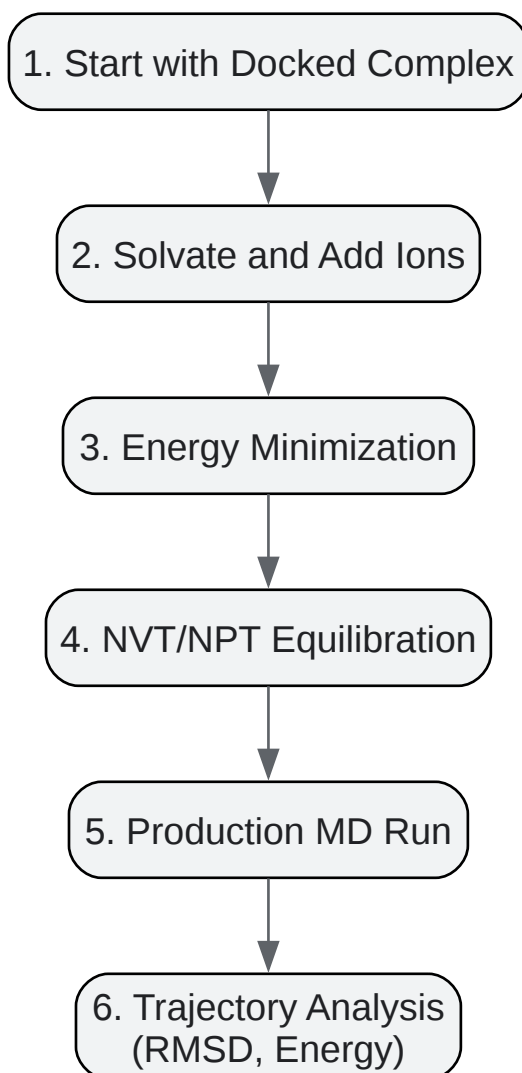 1. Start with Docked Complex
2. Solvate and Add Ions
3. Energy Minimization
4. NVT/NPT Equilibration
5. Production MD Run
6. Trajectory Analysis
(RMSD, Energy)